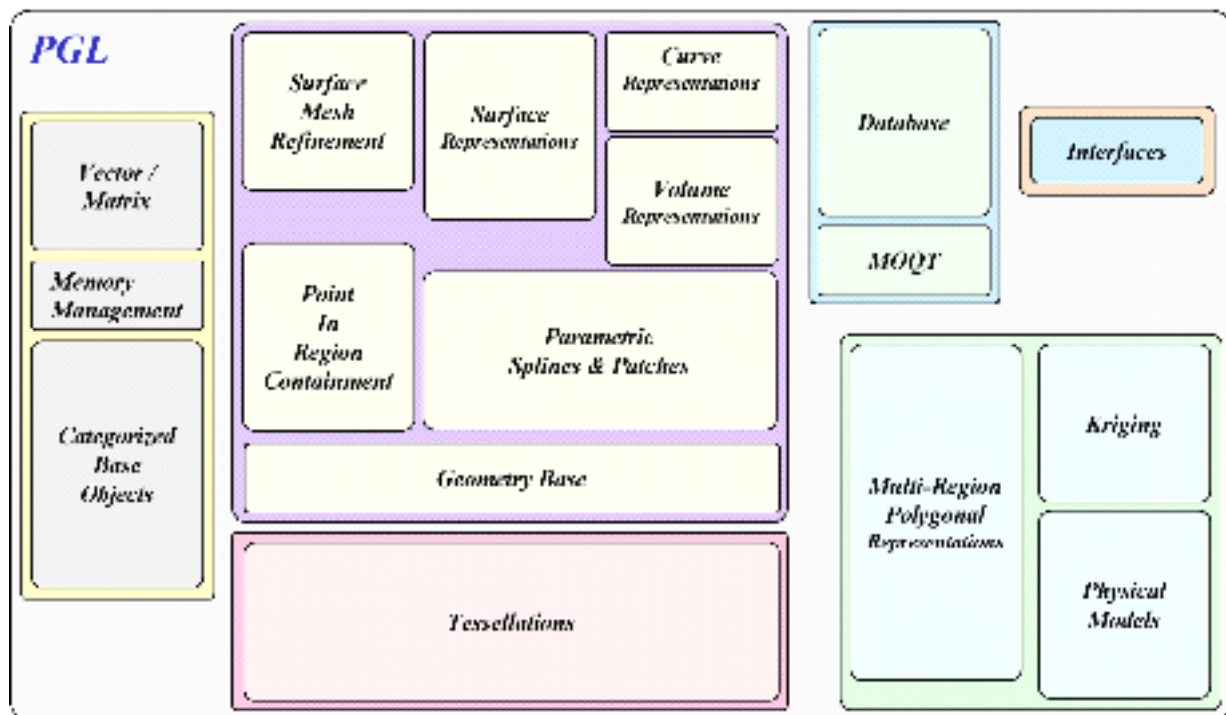 PGL
Vector /
Matrix
Memory
Management
Categorized
Base
Objects
Surface
Mesh
Refinement
Surface
Representations
Curve
Representations
Volume
Representations
Point
In
Region
Containment
Parametric
Splines & Patches
Geometry Base
Tessellations
Database
MOQT
Interfaces
Multi-Region
Polygonal
Representations
Kriging
Physical
Models